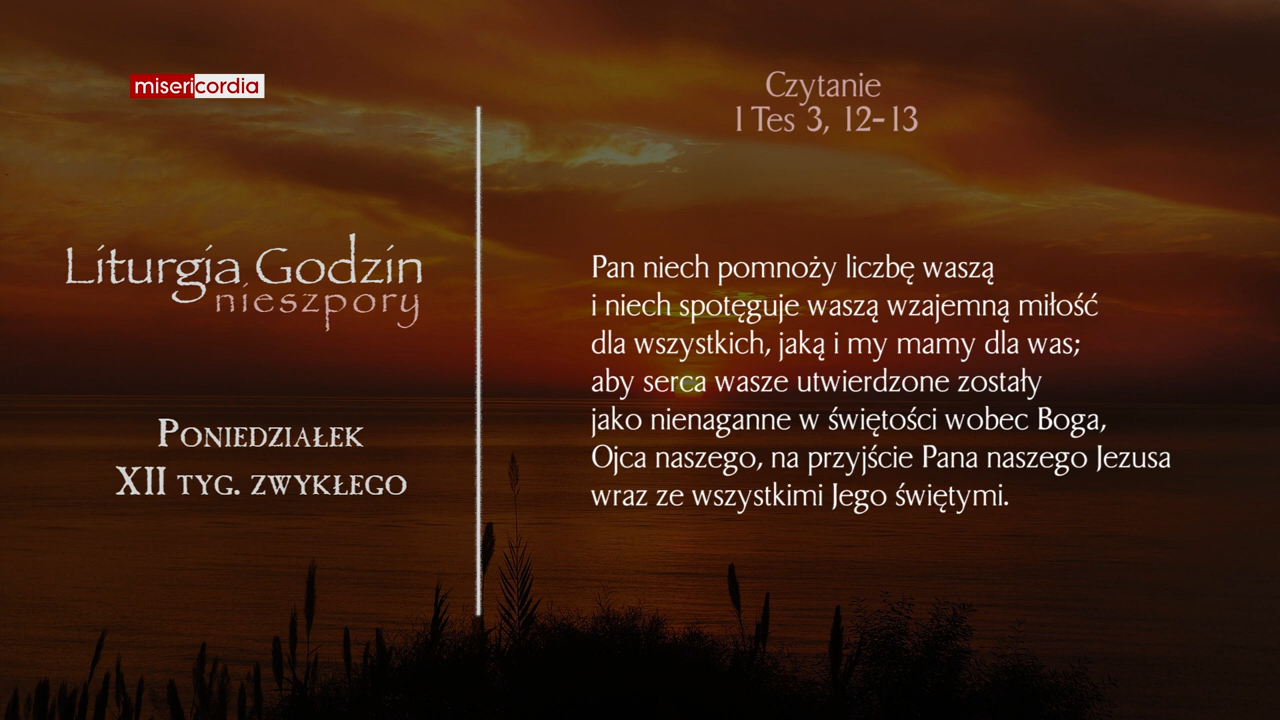 misericordia
Liturgia Godzin
nieszpory
Poniedziałek
XII tyg. zwykłego
Czytanie
1 Tes 3, 12-13
Pan niech pomnoży liczbę waszą
i niech spotęguje waszą wzajemną miłość
dla wszystkich, jaką i my mamy dla was;
aby serca wasze utwierdzone zostały
jako nienaganne w świętości wobec Boga,
Ojca naszego, na przyjście Pana naszego Jezusa
wraz ze wszystkimi Jego świętymi.